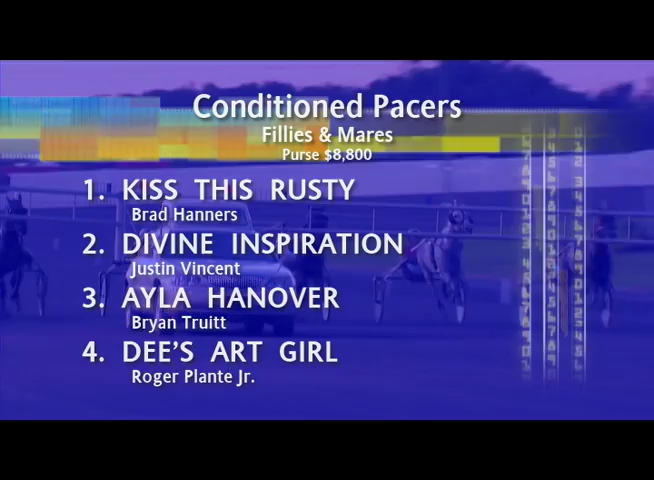 Conditioned Pacers
Fillies & Mares
Purse $8,800
1. KISS THIS RUSTY
Brad Hanners
2. DIVINE INSPIRATION
Justin Vincent
3. AYLA HANOVER
Bryan Truitt
4. DEE'S ART GIRL
Roger Plante Jr.